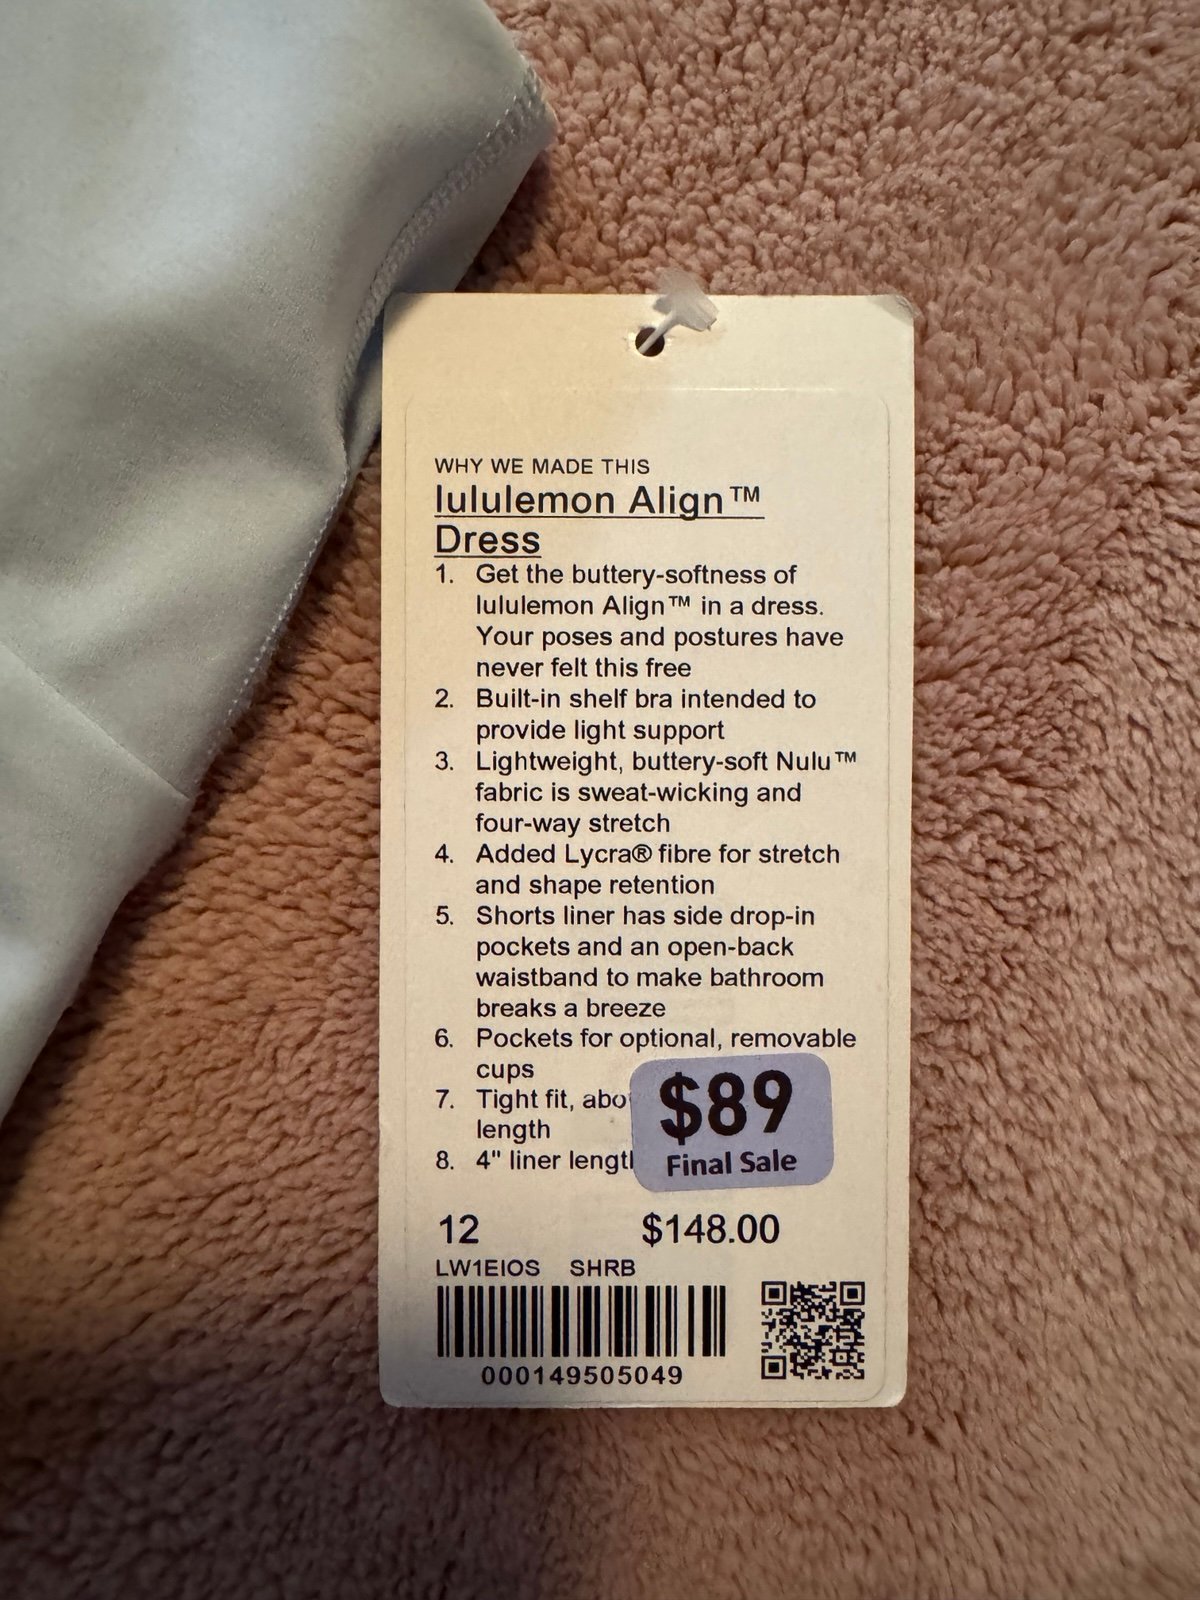 WHY WE MADE THIS
lululemon Align™
Dress
1. Get the buttery-softness of
lululemon Align™ in a dress.
Your poses and postures have
never felt this free
2. Built-in shelf bra intended to
provide light support
3. Lightweight, buttery-soft Nulu™
fabric is sweat-wicking and
four-way stretch
4. Added Lycra® fibre for stretch
and shape retention
5. Shorts liner has side drop-in
pockets and an open-back
waistband to make bathroom
breaks a breeze
6. Pockets for optional, removable
cups
7. Tight fit,
length
8. 4" liner
$89
Final Sale
12 $148.00
LW1EIOS SHRB
000149505049